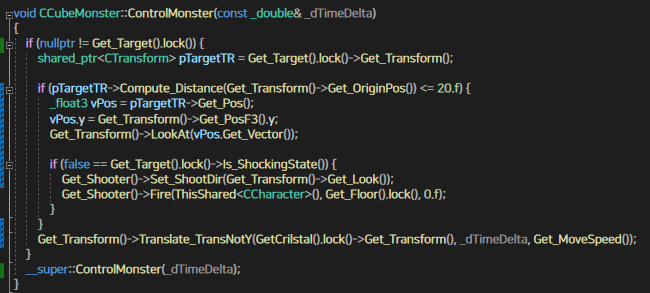 void CCubeMonster::ControlMonster(const _double& _dTimeDelta)
{
if (nullptr != Get_Target().lock()) {
shared_ptr<CTransform> pTargetTR = Get_Target().lock()->Get_Transform();
if (pTargetTR->Compute_Distance(Get_Transform()->Get_OriginPos()) <= 20.f) {
_float3 vPos = pTargetTR->Get_Pos();
vPos.y = Get_Transform()->Get_PosF3().y;
Get_Transform()->LookAt(vPos.Get_Vector());
if (false == Get_Target().lock()->Is_ShockingState()) {
Get_Shooter()->Set_ShootDir(Get_Transform()->Get_Look());
Get_Shooter()->Fire(ThisShared<CCharacter>(), Get_Floor().lock(), 0.f);
}
}
Get_Transform()->Translate_TransNotY(GetCrilstal().lock()->Get_Transform(), _dTimeDelta, Get_MoveSpeed());
}
__super::ControlMonster(_dTimeDelta);
}